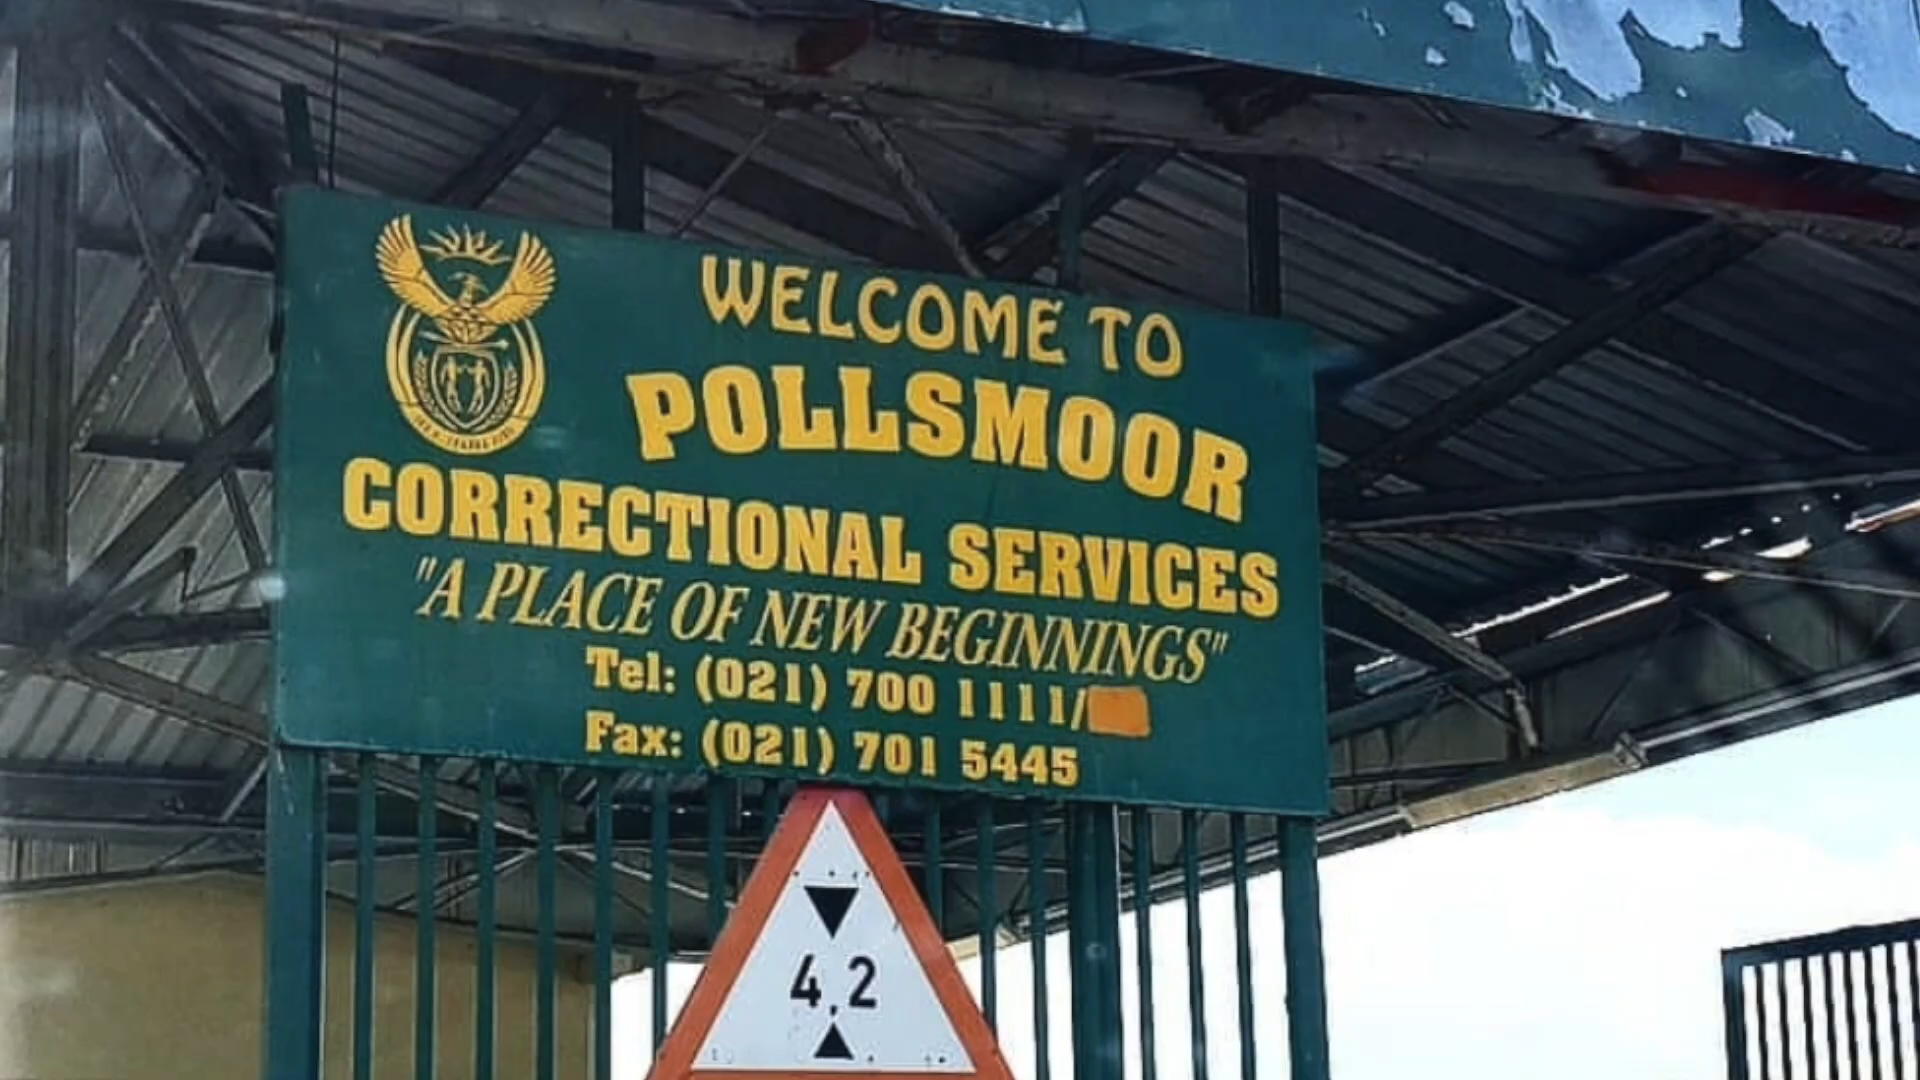 WELCOME TO
POLLSMOOR
CORRECTIONAL SERVICES
"A PLACE OF NEW BEGINNINGS"
Tel: (021) 700 1111/
Fax: (021) 701 5445
4,2